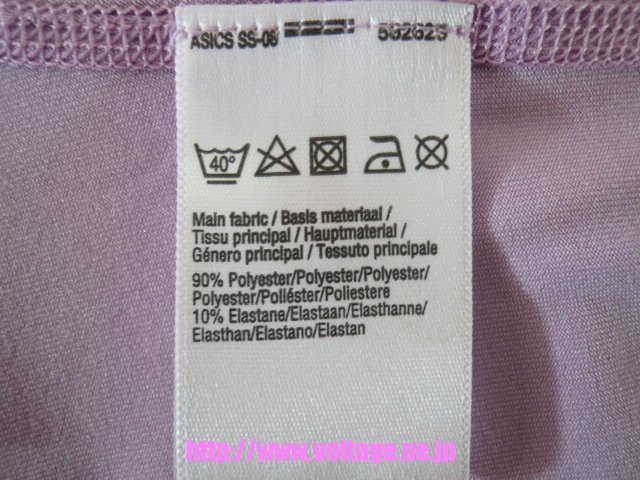 ASICS SS-08
40°
Main fabric / Basis materiaal /
Tissu principal / Hauptmaterial /
Género principal / Tessuto principale
90% Polyester/Polyester/Polyester/
Polyester/Poliéster/Poliestere
10% Elastane/Elastaan/Elasthanne/
Elasthan/Elastano/Elastan
http://www.voltage.ne.jp